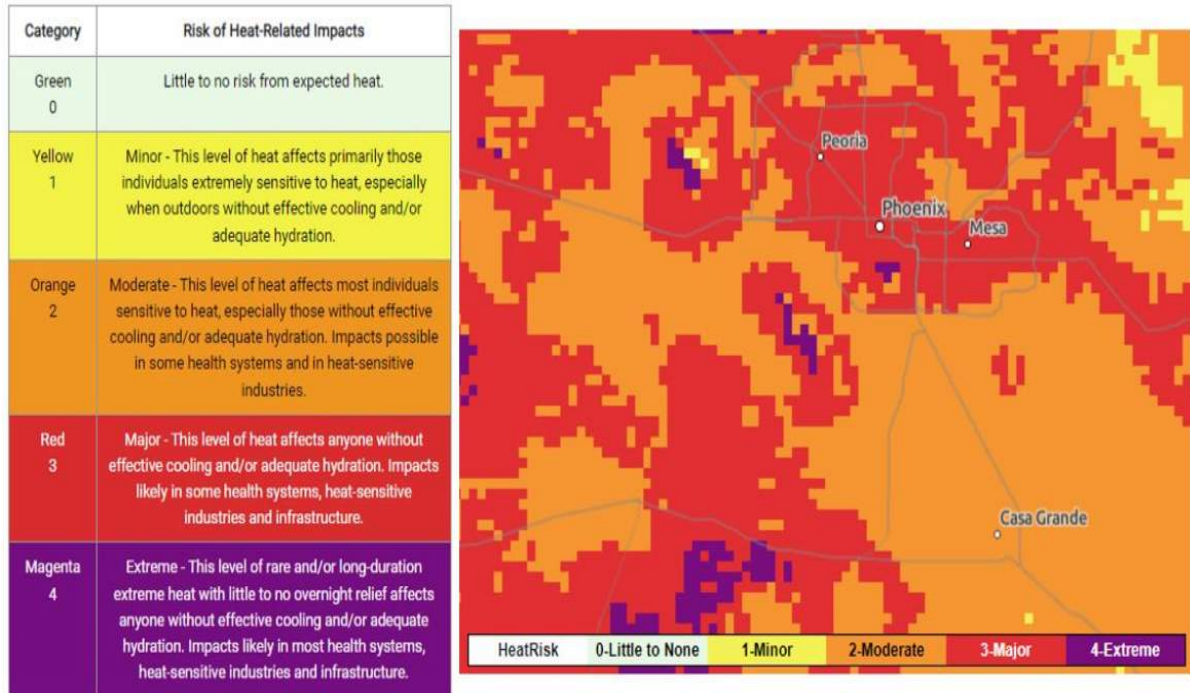 Category
Risk of Heat-Related Impacts
Green
0
Little to no risk from expected heat.
Yellow
1
Minor - This level of heat affects primarily those
individuals extremely sensitive to heat, especially
when outdoors without effective cooling and/or
adequate hydration.
Orange
2
Moderate - This level of heat affects most individuals
sensitive to heat, especially those without effective
cooling and/or adequate hydration. Impacts possible
in some health systems and in heat-sensitive
industries.
Red
3
Major - This level of heat affects anyone without
effective cooling and/or adequate hydration. Impacts
likely in some health systems, heat-sensitive
industries and infrastructure.
Magenta
4
Extreme - This level of rare and/or long-duration
extreme heat with little to no overnight relief affects
anyone without effective cooling and/or adequate
hydration. Impacts likely in most health systems,
heat-sensitive industries and infrastructure.
Peoria
Phoenix
Mesa
Casa Grande
HeatRisk 0-Little to None 1-Minor 2-Moderate 3-Major 4-Extreme